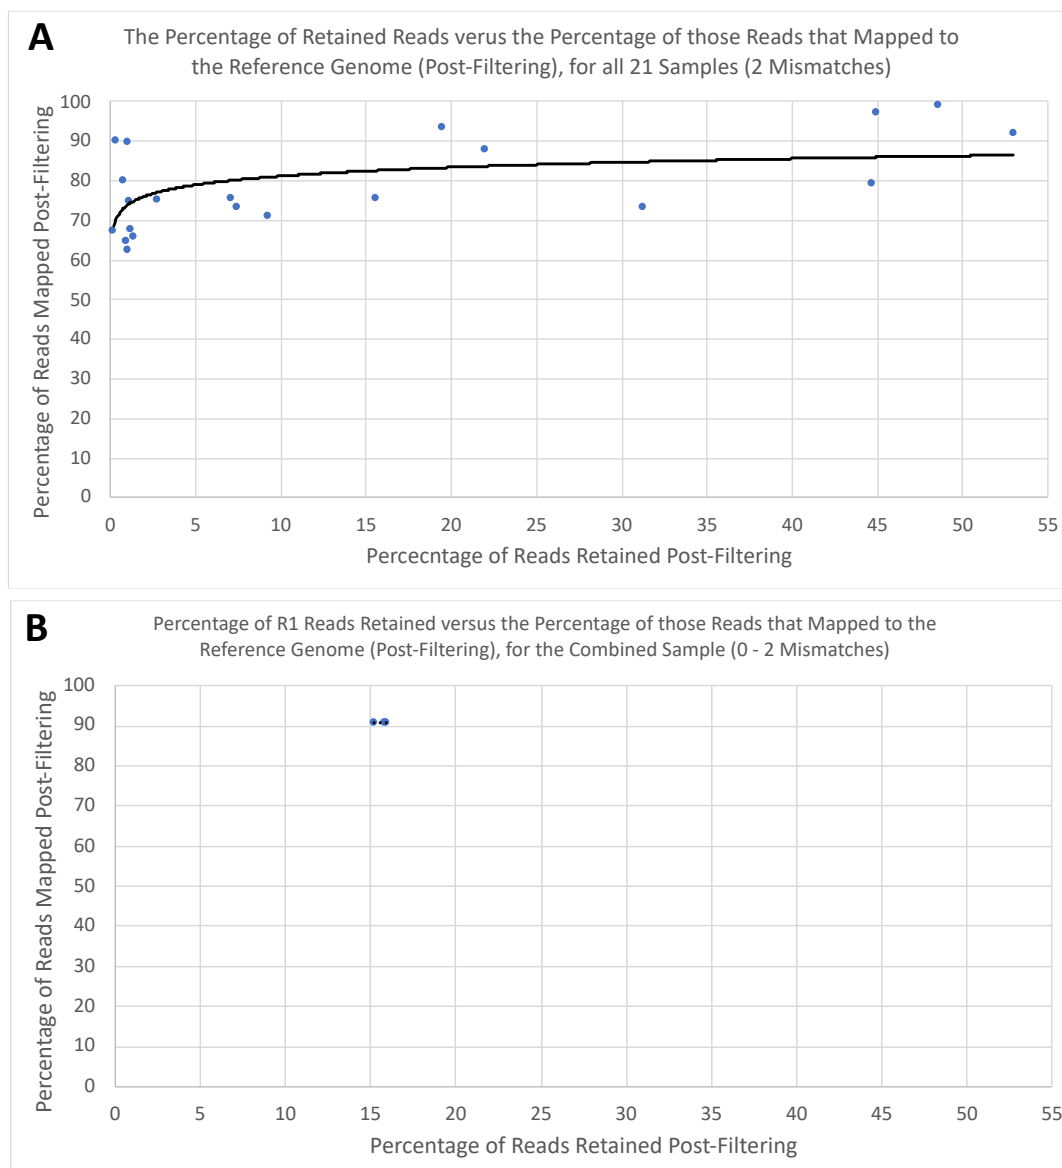 A
The Percentage of Retained Reads verus the Percentage of those Reads that Mapped to
the Reference Genome (Post-Filtering), for all 21 Samples (2 Mismatches)
Percentage of Reads Mapped Post-Filtering
100
90
80
70
60
50
40
30
20
10
0
0 5 10 15 20 25 30 35 40 45 50 55
Percecntage of Reads Retained Post-Filtering
B
Percentage of R1 Reads Retained versus the Percentage of those Reads that Mapped to the
Reference Genome (Post-Filtering), for the Combined Sample (0 - 2 Mismatches)
Percentage of Reads Mapped Post-Filtering
100
90
80
70
60
50
40
30
20
10
0
0 5 10 15 20 25 30 35 40 45 50 55
Percentage of Reads Retained Post-Filtering